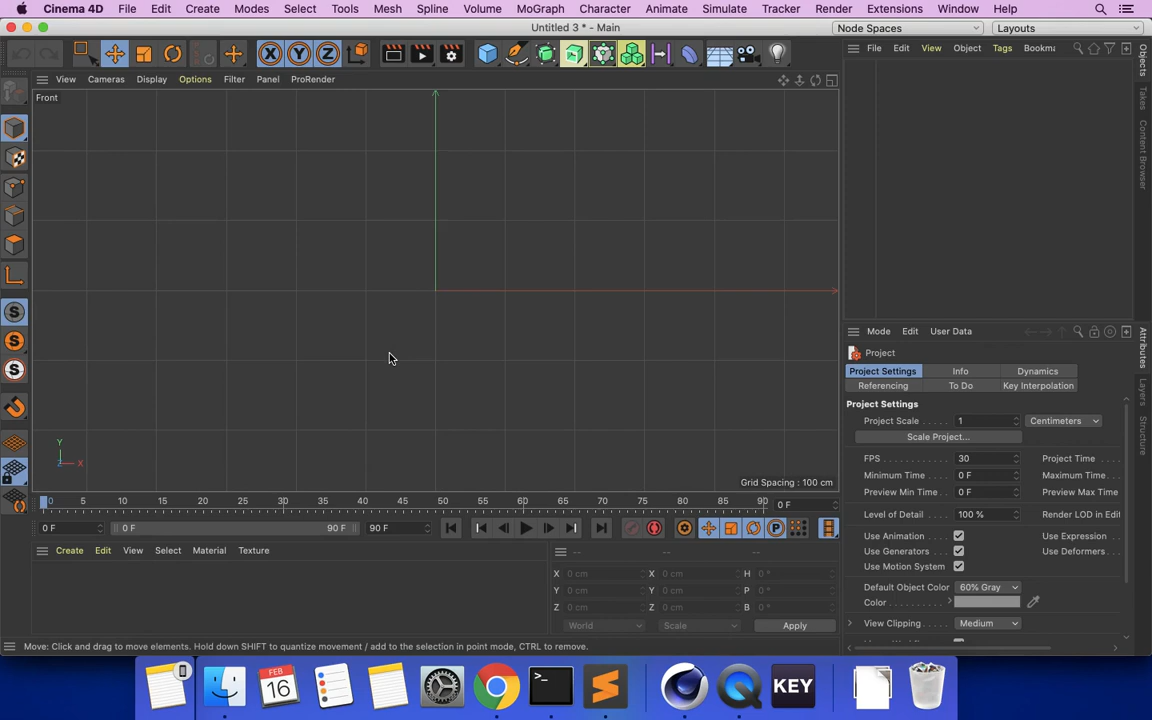 Cinema 4D File Edit Create Modes Select Tools Mesh Spline Volume MoGraph Character Animate Simulate Tracker Render Extensions Window Help
Untitled 3 * - Main
Node Spaces
Layouts
X Y Z
File Edit View Object Tags Bookma
View Cameras Display Options Filter Panel ProRender
Front
Objects
Takes
Content Browser
Y
Z X
Grid Spacing : 100 cm
Mode Edit User Data
Project
Project Settings Info Dynamics
Referencing To Do Key Interpolation
Project Settings
Project Scale ..... 1 Centimeters
Scale Project...
FPS 30 Project Time
Minimum Time 0 F Maximum Time
Preview Min Time 0 F Preview Max Time
Level of Detail 100 % Render LOD in Edit
Use Animation Use Expression
Use Generators Use Deformers
Use Motion System
Default Object Color 60% Gray
Color
View Clipping Medium
Attributes
Layers
Structure
0 5 10 15 20 25 30 35 40 45 50 55 60 65 70 75 80 85 90 0 F
0 F 0 F 90 F 90 F
P
Create Edit View Select Material Texture
-- -- --
X 0 cm X 0 cm H 0 °
Y 0 cm Y 0 cm P 0 °
Z 0 cm Z 0 cm B 0 °
World Scale Apply
Move: Click and drag to move elements. Hold down SHIFT to quantize movement / add to the selection in point mode, CTRL to remove.
FEB
16
>_
KEY